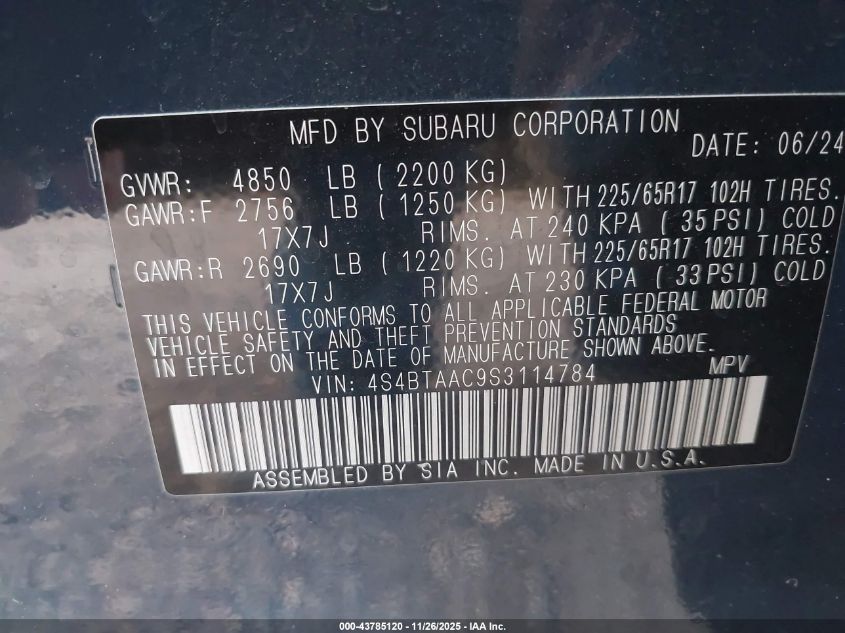 MFD BY SUBARU CORPORATION
DATE: 06/24
GVWR: 4850 LB ( 2200 KG)
GAWR:F 2756 LB ( 1250 KG) WITH 225/65R17 102H TIRES.
17X7J RIMS. AT 240 KPA ( 35 PSI) COLD
GAWR:R 2690 LB ( 1220 KG) WITH 225/65R17 102H TIRES.
17X7J RIMS. AT 230 KPA ( 33 PSI) COLD
THIS VEHICLE CONFORMS TO ALL APPLICABLE FEDERAL MOTOR
VEHICLE SAFETY AND THEFT PREVENTION STANDARDS
IN EFFECT ON THE DATE OF MANUFACTURE SHOWN ABOVE.
VIN: 4S4BTAAC9S3114784 MPV
ASSEMBLED BY SIA INC. MADE IN U.S.A.
000-43785120 - 11/26/2025 - IAA Inc.